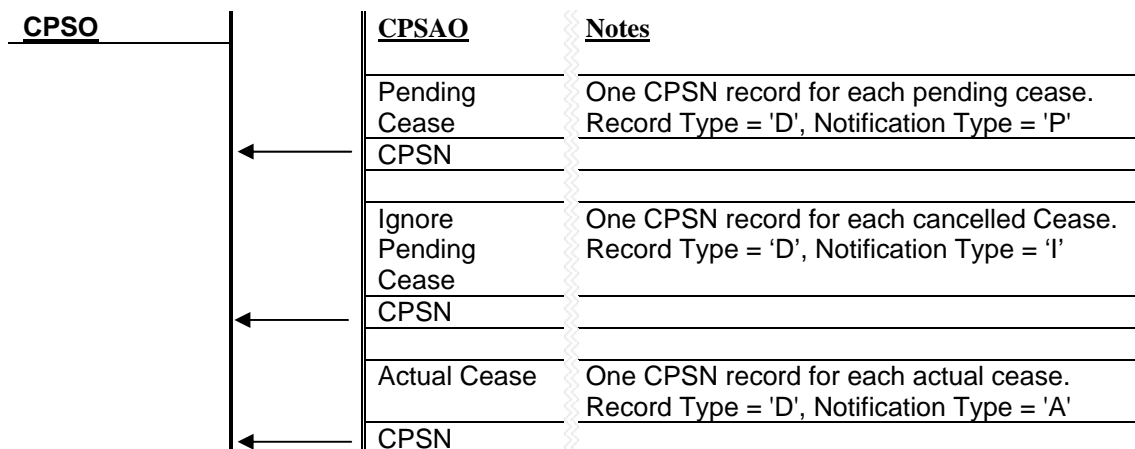 CPSO CPSAO Notes
Pending One CPSN record for each pending cease.
Cease Record Type = 'D', Notification Type = 'P'
CPSN
Ignore One CPSN record for each cancelled Cease.
Pending Record Type = ‘D’, Notification Type = ‘I’
Cease
CPSN
Actual Cease One CPSN record for each actual cease.
Record Type = 'D', Notification Type = 'A'
CPSN